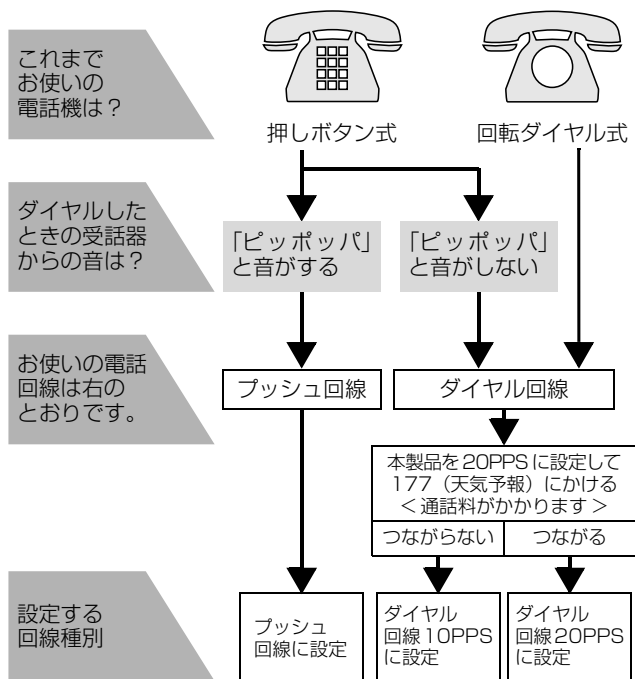 これまで
お使いの
電話機は？
押しボタン式
回転ダイヤル式
ダイヤルした
ときの受話器
からの音は？
「ピッポッパ」
と音がする
「ピッポッパ」
と音がしない
お使いの電話
回線は右の
とおりです。
プッシュ回線
ダイヤル回線
本製品を20PPSに設定して
177（天気予報）にかける
＜通話料がかかります＞
つながらない
つながる
設定する
回線種別
プッシュ
回線に設定
ダイヤル
回線10PPS
に設定
ダイヤル
回線20PPS
に設定